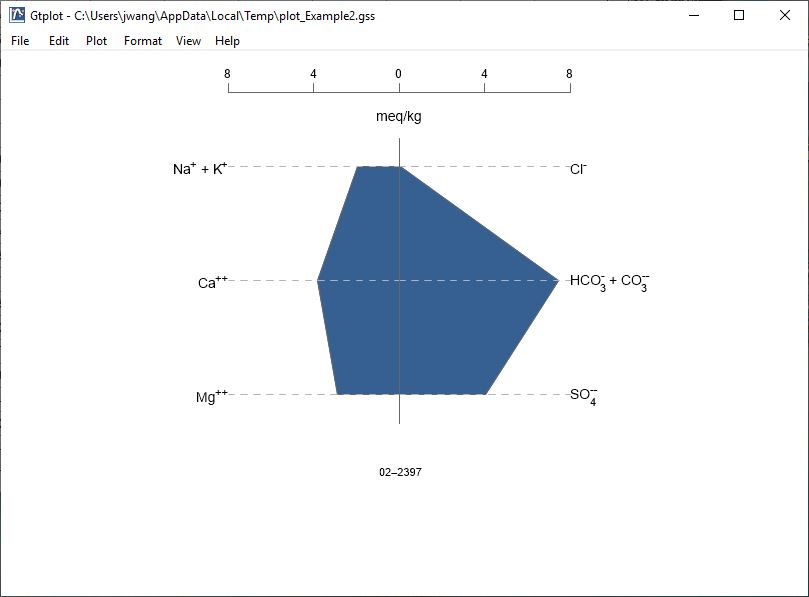 Gtplot - C:\Users\jwang\AppData\Local\Temp\plot_Example2.gss
File Edit Plot Format View Help
8 4 0 4 8
meq/kg
Na⁺ + K⁺ Cl⁻
Ca⁺⁺ HCO₃⁻ + CO₃⁻⁻
Mg⁺⁺ SO₄⁻⁻
02–2397